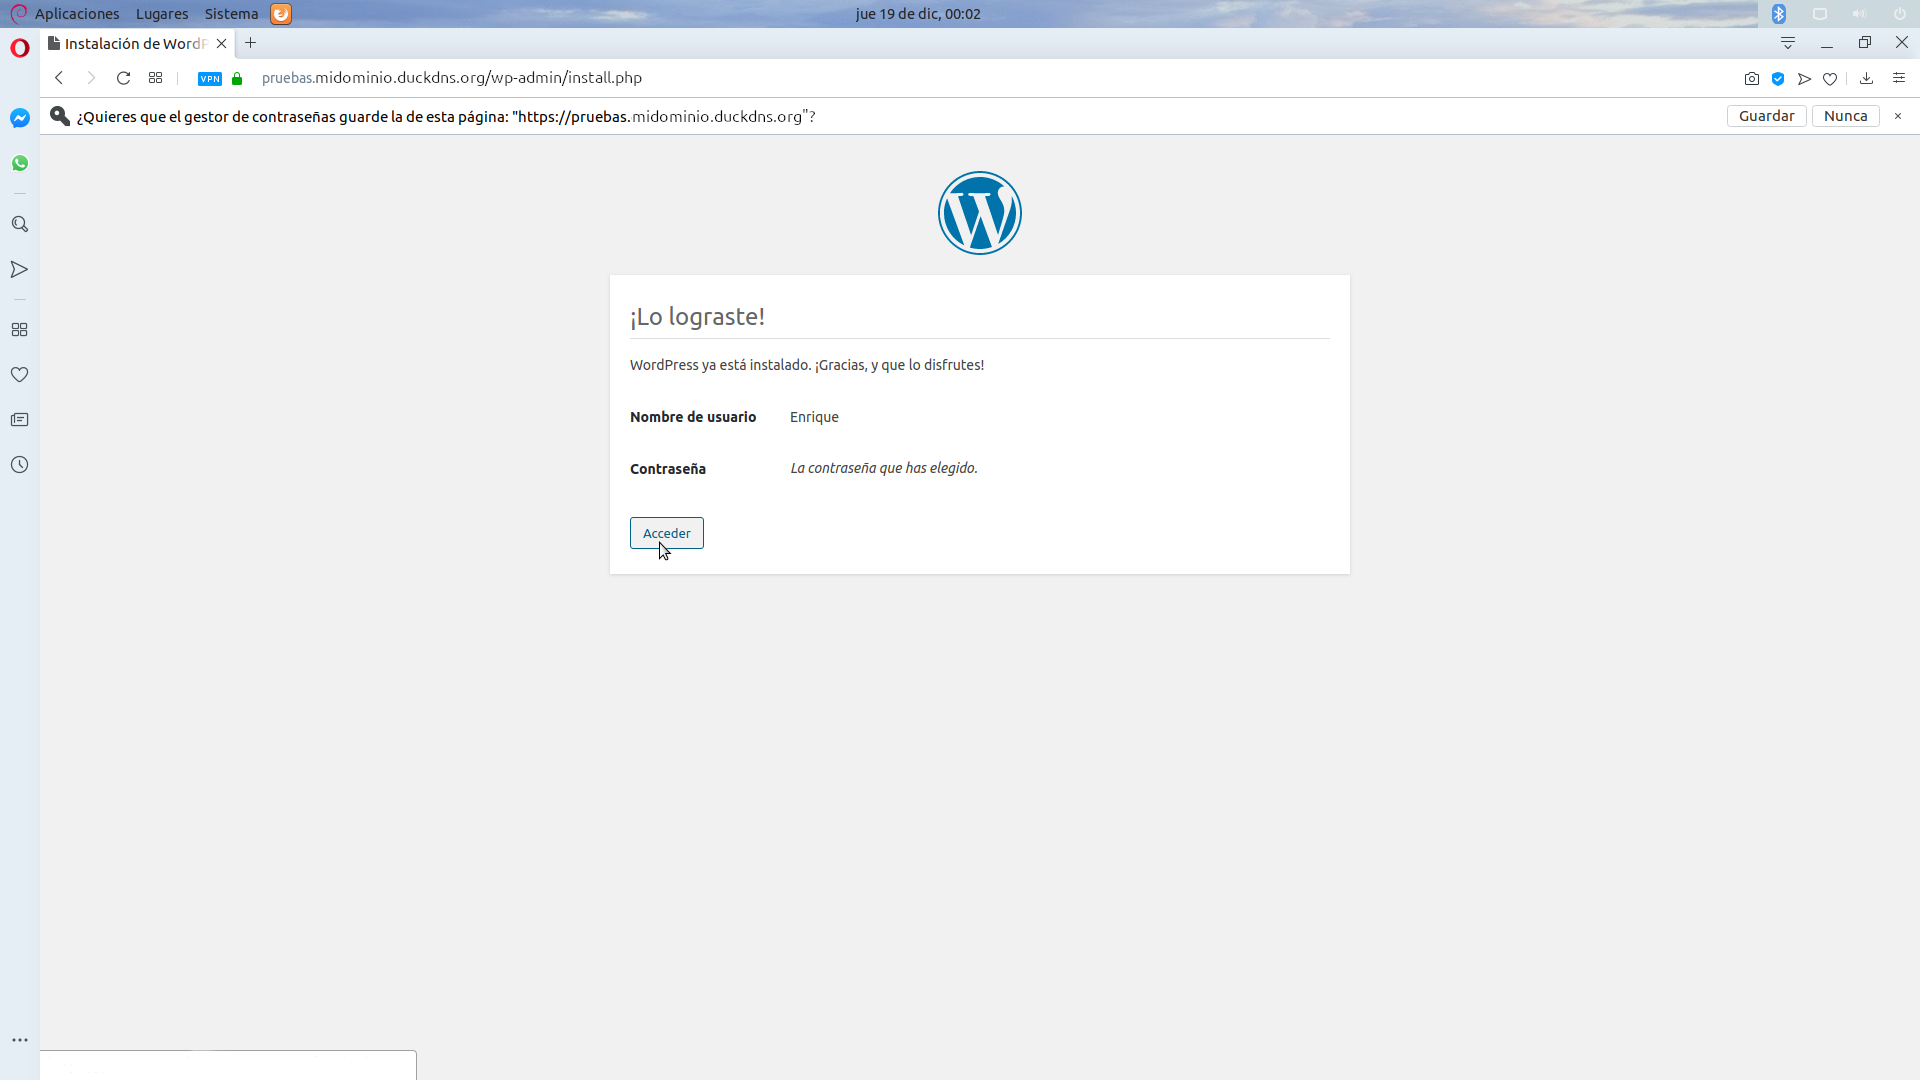 Aplicaciones Lugares Sistema jue 19 de dic, 00:02
Instalación de WordP
VPN pruebas.midominio.duckdns.org/wp-admin/install.php
¿Quieres que el gestor de contraseñas guarde la de esta página: "https://pruebas.midominio.duckdns.org"? Guardar Nunca
¡Lo lograste!
WordPress ya está instalado. ¡Gracias, y que lo disfrutes!
Nombre de usuario Enrique
Contraseña La contraseña que has elegido.
Acceder